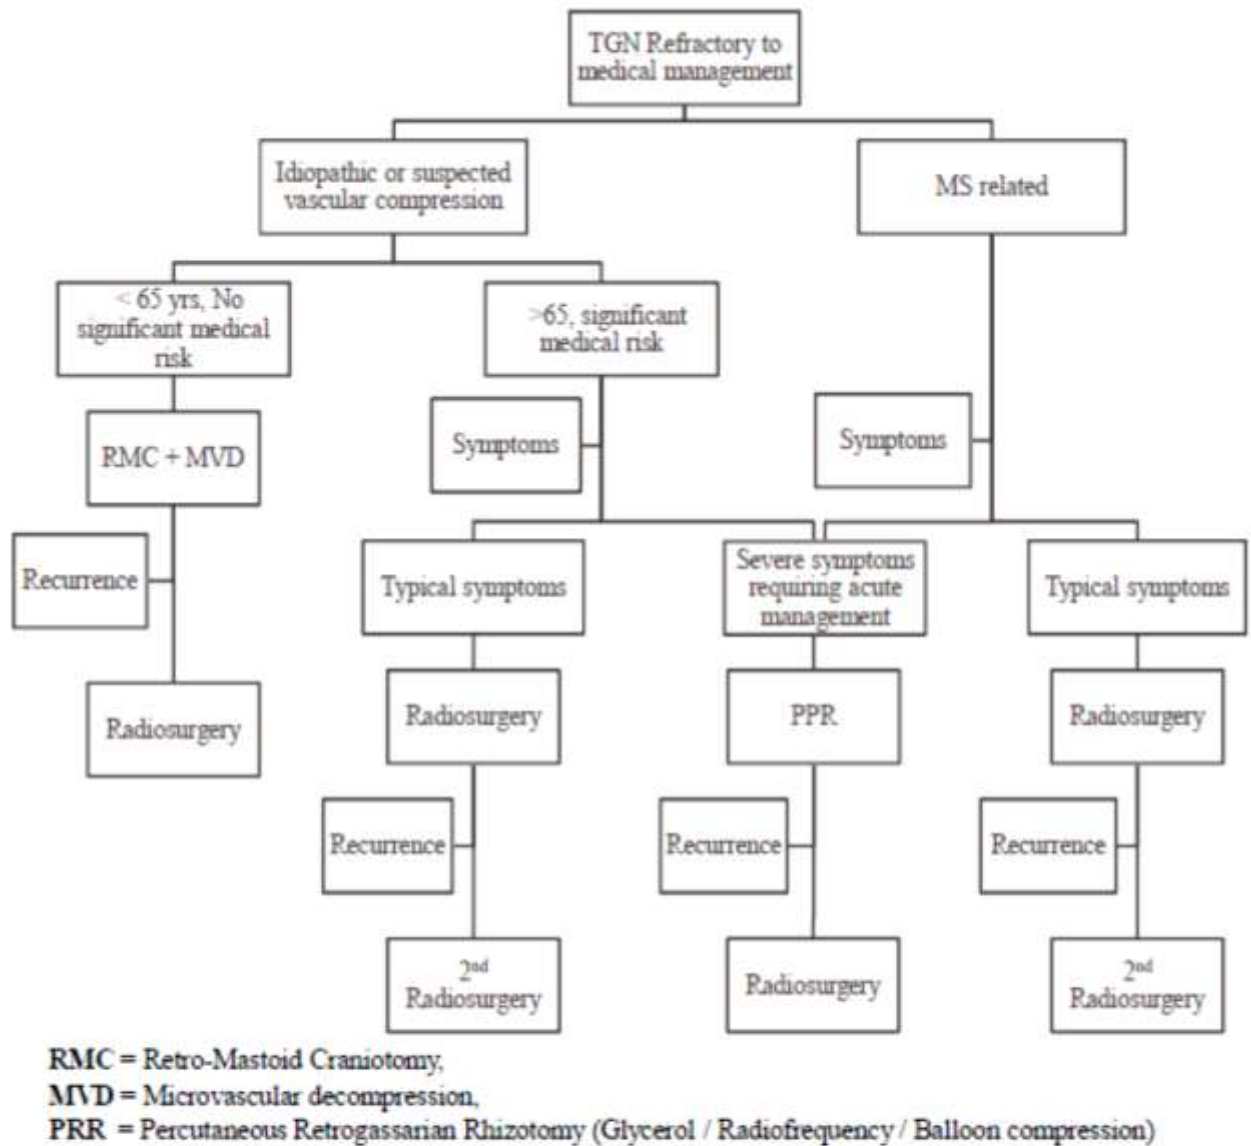 TGN Refractory to
medical management
Idiopathic or suspected
vascular compression
MS related
< 65 yrs, No
significant medical
risk
>65, significant
medical risk
RMC + MVD
Symptoms
Symptoms
Recurrence
Typical symptoms
Severe symptoms
requiring acute
management
Typical symptoms
Radiosurgery
Radiosurgery
PPR
Radiosurgery
Recurrence
Recurrence
Recurrence
2nd
Radiosurgery
Radiosurgery
2nd
Radiosurgery
RMC = Retro-Mastoid Craniotomy,
MVD = Microvascular decompression,
PRR = Percutaneous Retrogassarian Rhizotomy (Glycerol / Radiofrequency / Balloon compression)